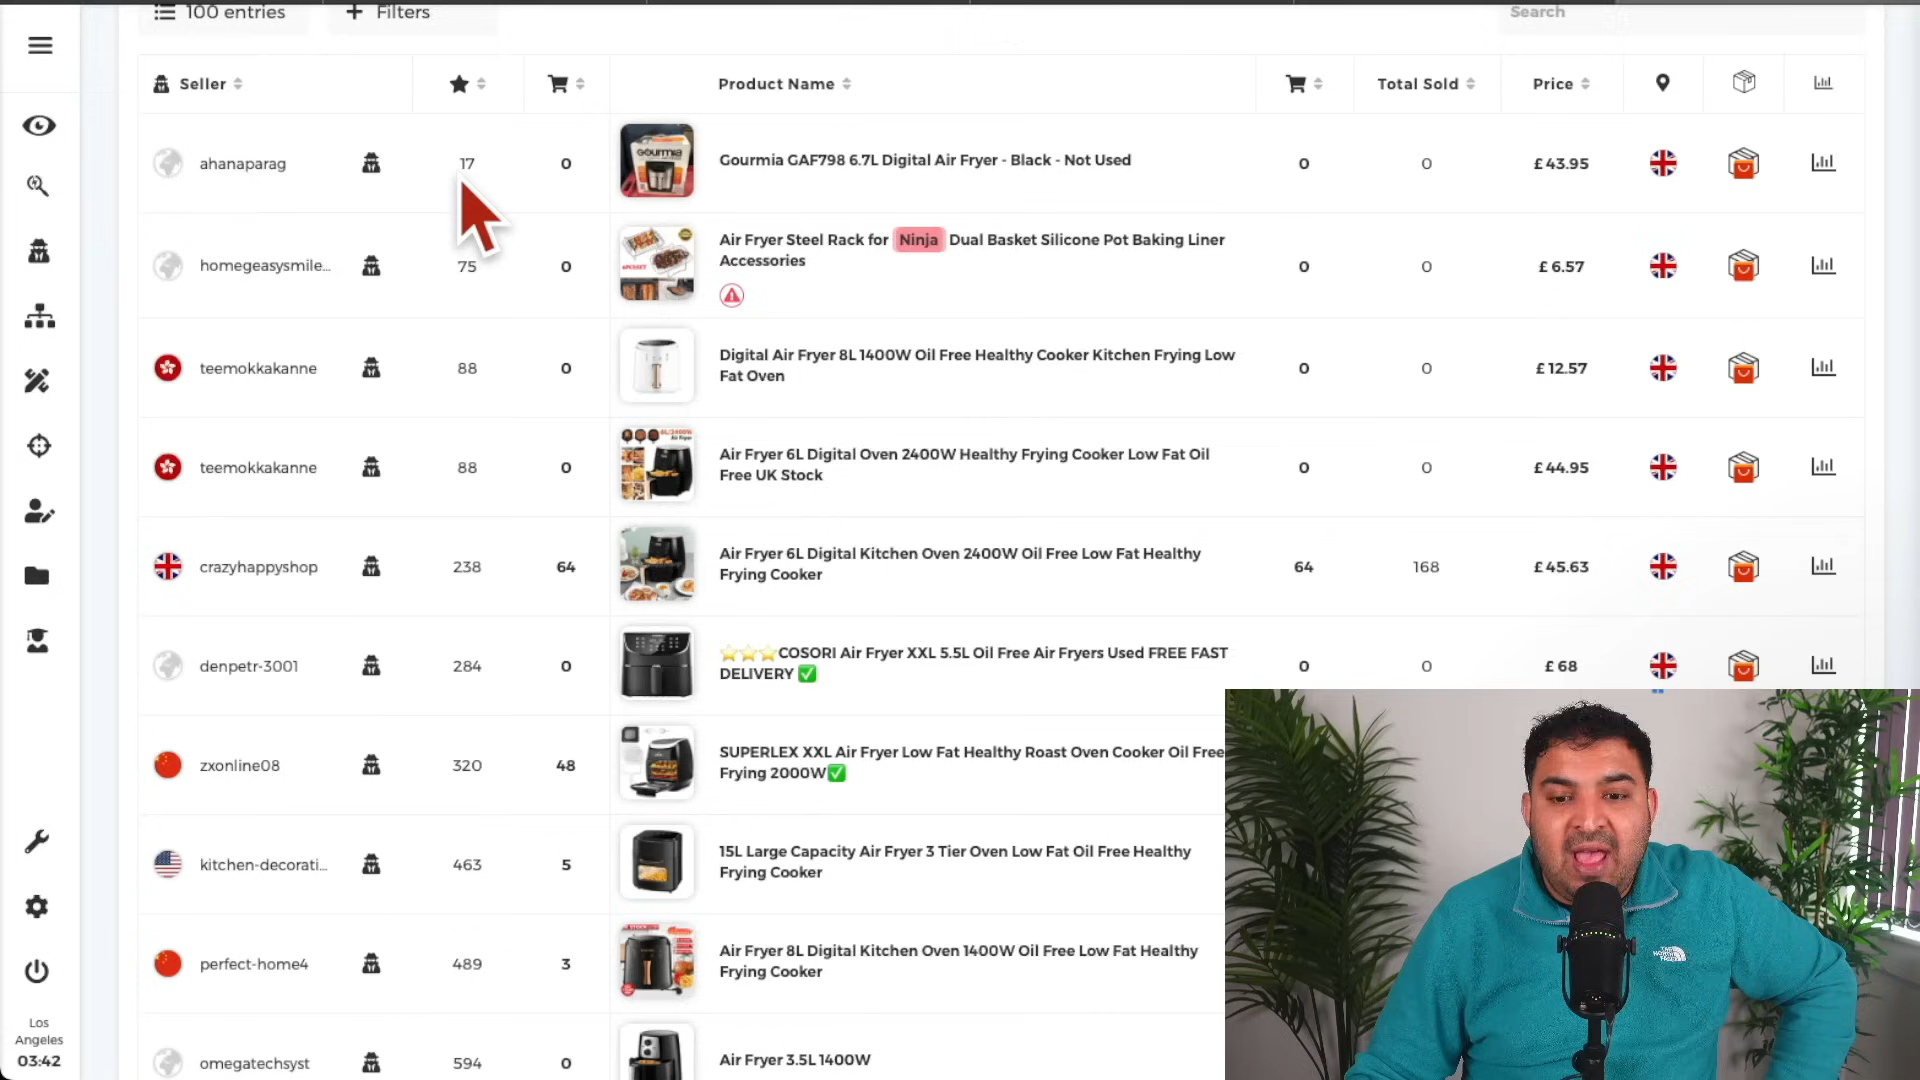 100 entries
+ Filters
Search
Seller
Product Name
Total Sold
Price
ahanaparag
17
0
Gourmia GAF798 6.7L Digital Air Fryer - Black - Not Used
0
0
£ 43.95
homegeasysmile...
75
0
Air Fryer Steel Rack for Ninja Dual Basket Silicone Pot Baking Liner
Accessories
0
0
£ 6.57
teemokkakanne
88
0
Digital Air Fryer 8L 1400W Oil Free Healthy Cooker Kitchen Frying Low
Fat Oven
0
0
£ 12.57
teemokkakanne
88
0
Air Fryer 6L Digital Oven 2400W Healthy Frying Cooker Low Fat Oil
Free UK Stock
0
0
£ 44.95
crazyhappyshop
238
64
Air Fryer 6L Digital Kitchen Oven 2400W Oil Free Low Fat Healthy
Frying Cooker
64
168
£ 45.63
denpetr-3001
284
0
⭐⭐⭐COSORI Air Fryer XXL 5.5L Oil Free Air Fryers Used FREE FAST
DELIVERY ✅
0
0
£ 68
zxonline08
320
48
SUPERLEX XXL Air Fryer Low Fat Healthy Roast Oven Cooker Oil Free
Frying 2000W✅
kitchen-decorati...
463
5
15L Large Capacity Air Fryer 3 Tier Oven Low Fat Oil Free Healthy
Frying Cooker
perfect-home4
489
3
Air Fryer 8L Digital Kitchen Oven 1400W Oil Free Low Fat Healthy
Frying Cooker
omegatechsyst
594
0
Air Fryer 3.5L 1400W
Los
Angeles
03:42
GOURMIA
THE
NORTH
FACE